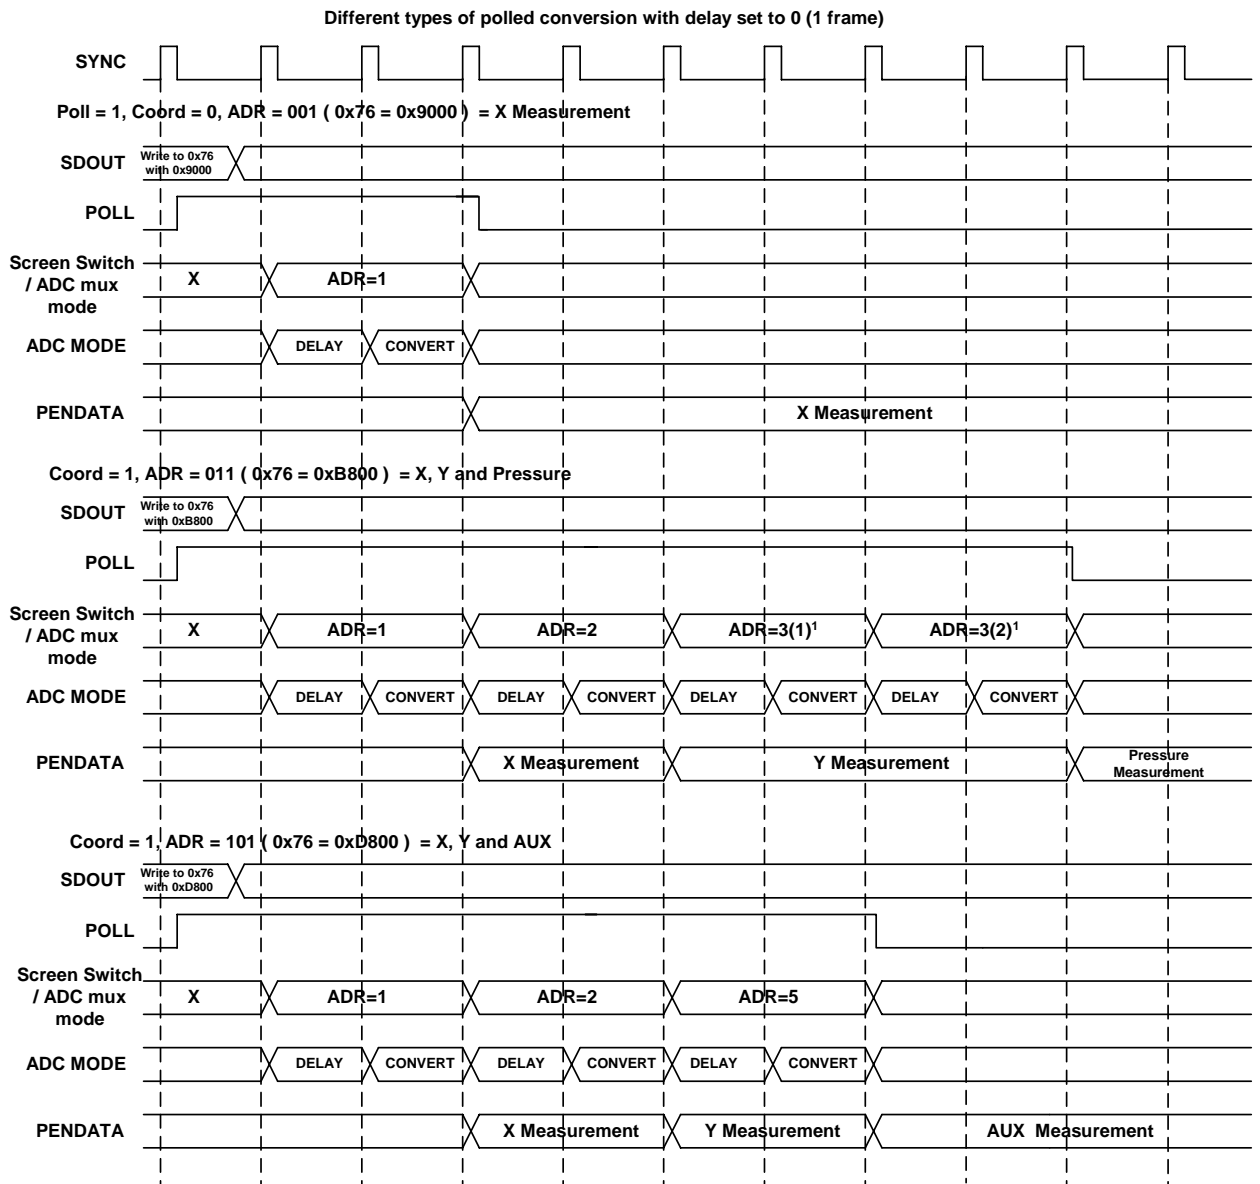 Different types of polled conversion with delay set to 0 (1 frame)
SYNC
Poll = 1, Coord = 0, ADR = 001 ( 0x76 = 0x9000 ) = X Measurement
SDOUT
Write to 0x76
with 0x9000
POLL
Screen Switch
/ ADC mux
mode
X
ADR=1
ADC MODE
DELAY
CONVERT
PENDATA
X Measurement
Coord = 1, ADR = 011 ( 0x76 = 0xB800 ) = X, Y and Pressure
SDOUT
Write to 0x76
with 0xB800
POLL
Screen Switch
/ ADC mux
mode
X
ADR=1
ADR=2
ADR=3(1)¹
ADR=3(2)¹
ADC MODE
DELAY
CONVERT
DELAY
CONVERT
DELAY
CONVERT
DELAY
CONVERT
PENDATA
X Measurement
Y Measurement
Pressure
Measurement
Coord = 1, ADR = 101 ( 0x76 = 0xD800 ) = X, Y and AUX
SDOUT
Write to 0x76
with 0xD800
POLL
Screen Switch
/ ADC mux
mode
X
ADR=1
ADR=2
ADR=5
ADC MODE
DELAY
CONVERT
DELAY
CONVERT
DELAY
CONVERT
PENDATA
X Measurement
Y Measurement
AUX Measurement